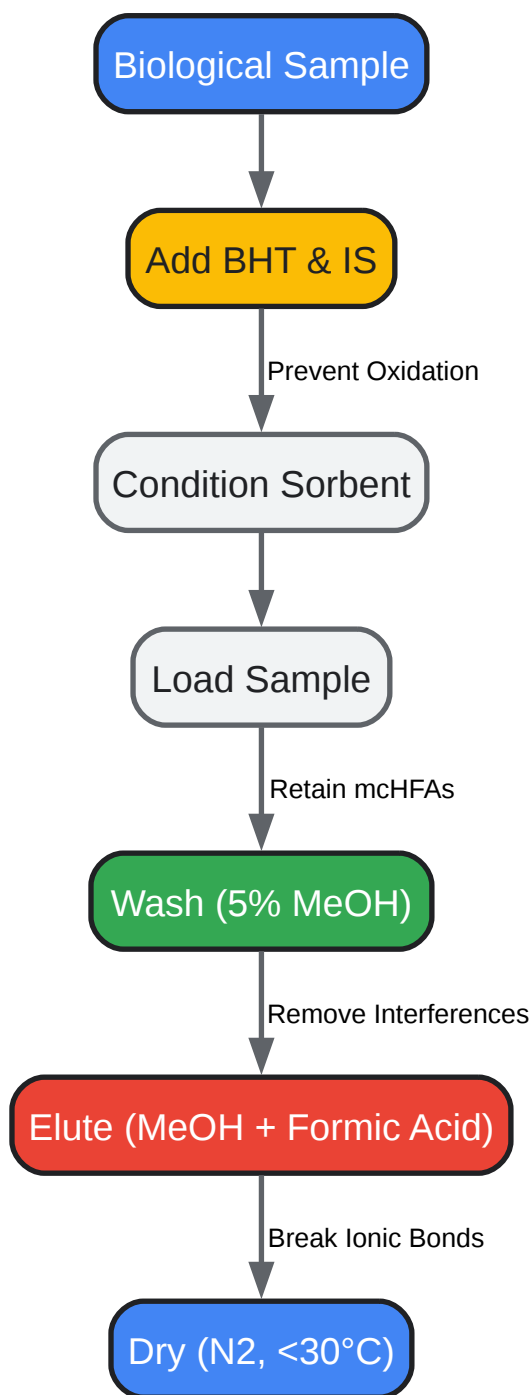 Biological Sample
Add BHT & IS
Prevent Oxidation
Condition Sorbent
Load Sample
Retain mcHFAs
Wash (5% MeOH)
Remove Interferences
Elute (MeOH + Formic Acid)
Break Ionic Bonds
Dry (N2, <30°C)